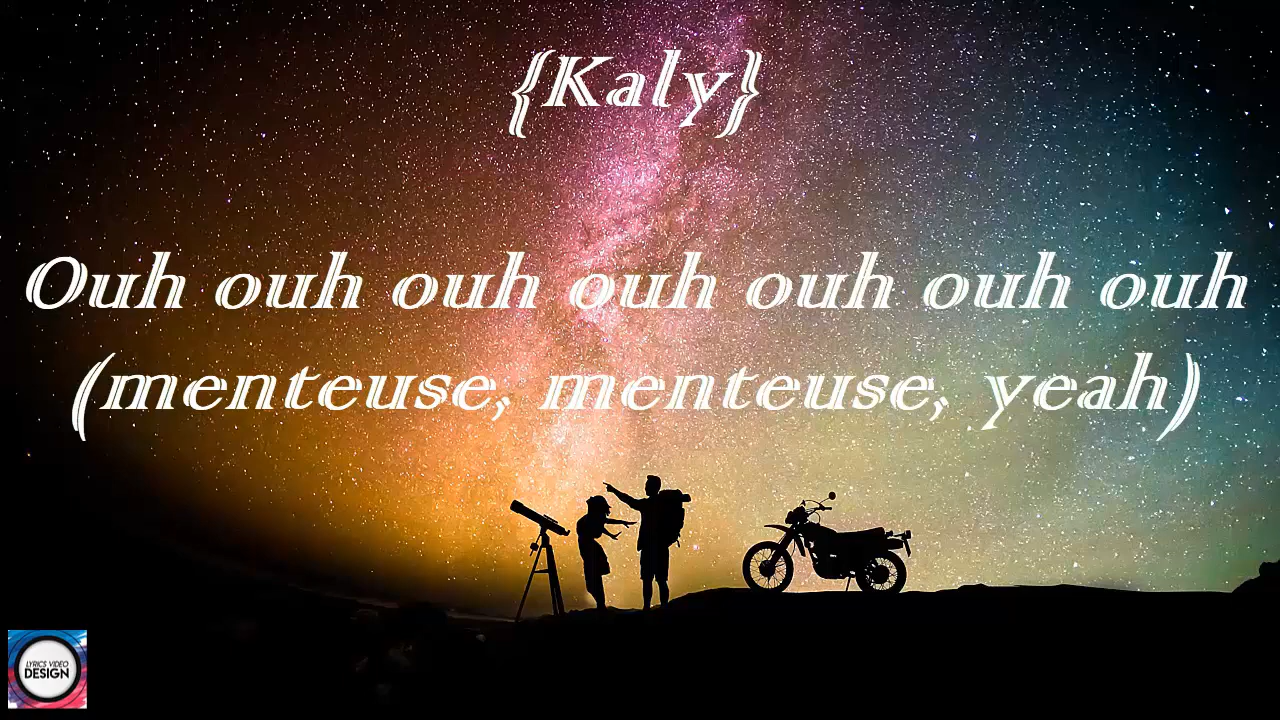 {Kaly}
Ouh ouh ouh ouh ouh ouh ouh
(menteuse, menteuse, yeah)
LYRICS VIDEO
DESIGN